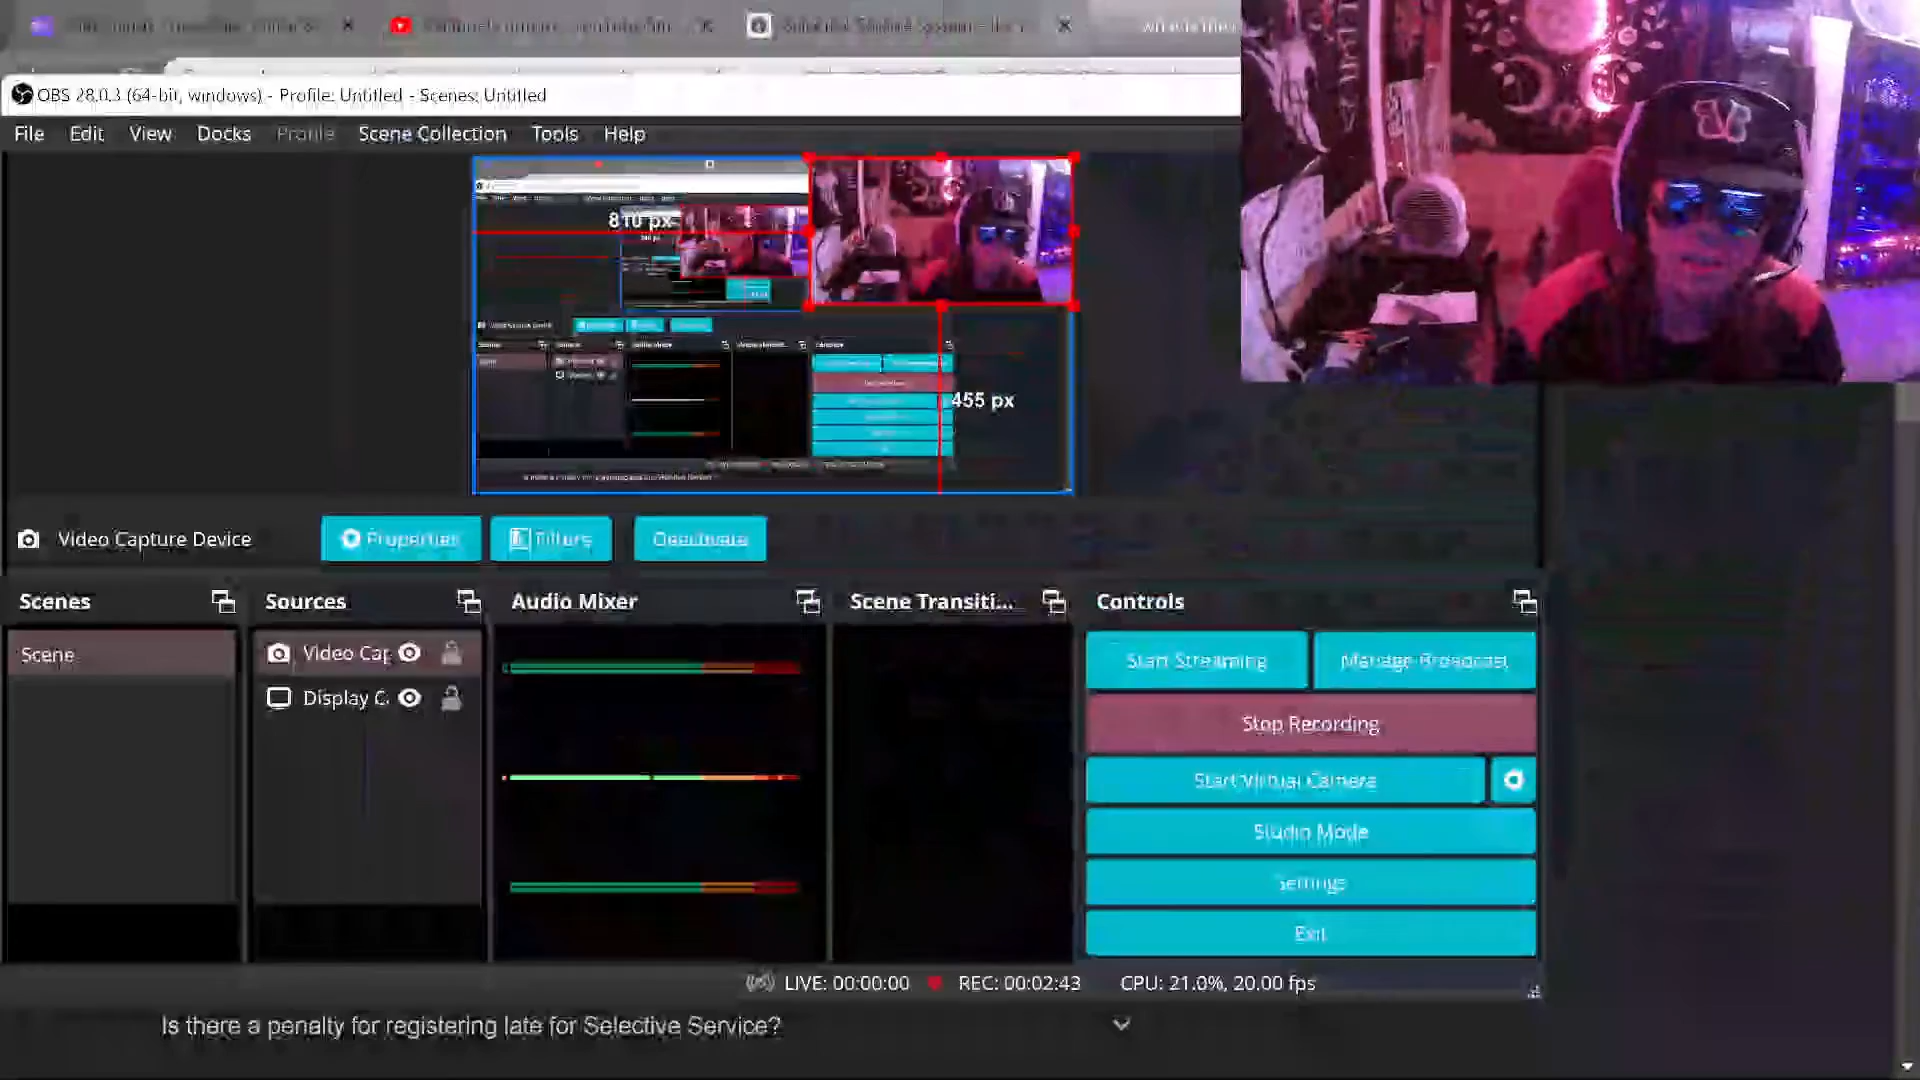 OBS 28.0.3 (64-bit, windows) - Profile: Untitled - Scenes: Untitled
File Edit View Docks Profile Scene Collection Tools Help
810 px
455 px
Video Capture Device
Properties
Filters
Deactivate
Scenes
Sources
Audio Mixer
Scene Transiti...
Controls
Scene
Video Cap
Display C
Start Streaming
Manage Broadcast
Stop Recording
Start Virtual Camera
Studio Mode
Settings
Exit
LIVE: 00:00:00
REC: 00:02:43
CPU: 21.0%, 20.00 fps
Is there a penalty for registering late for Selective Service?